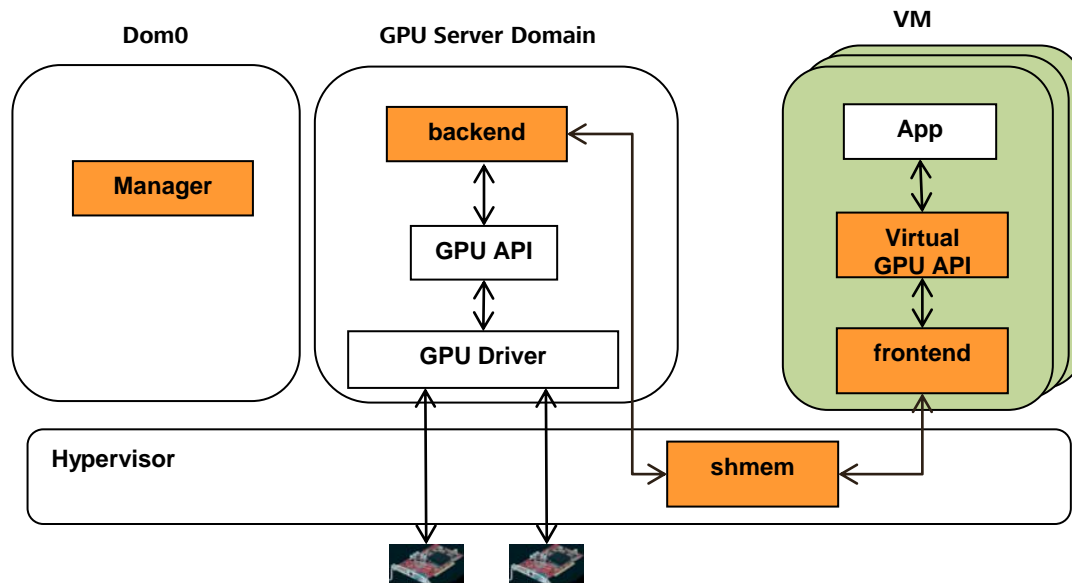 Dom0
GPU Server Domain
VM
backend
App
Manager
GPU API
Virtual
GPU API
GPU Driver
frontend
Hypervisor
shmem